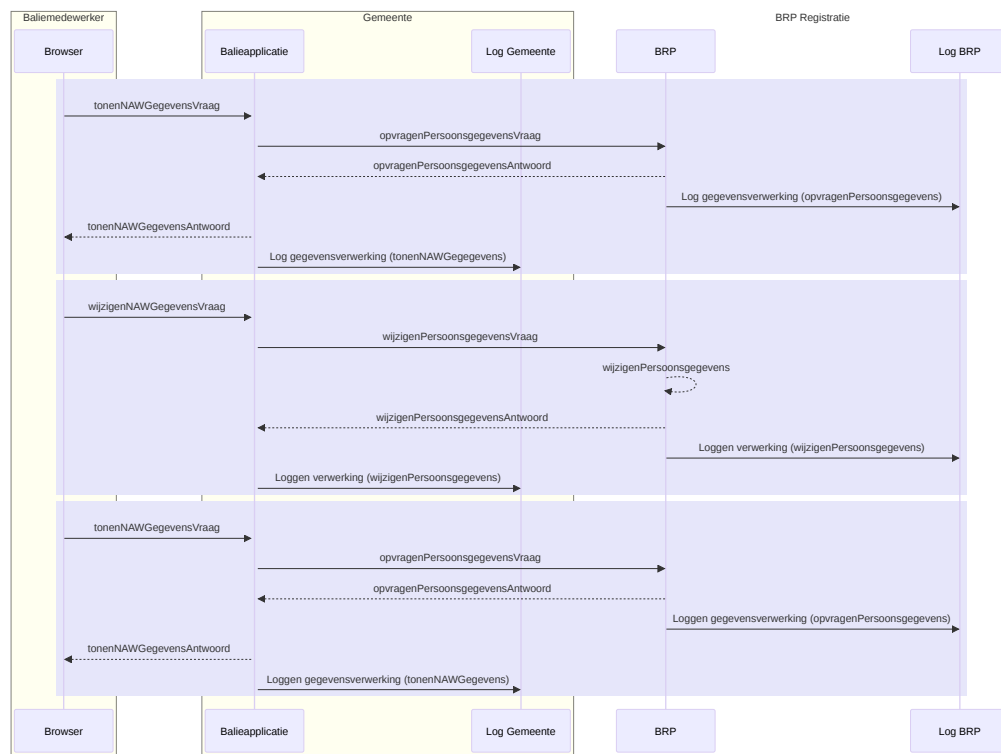 Baliemedewerker
Gemeente
BRP Registratie
Browser
Balieapplicatie
Log Gemeente
BRP
Log BRP
tonenNAWGegevensVraag
opvragenPersoonsgegevensVraag
opvragenPersoonsgegevensAntwoord
Log gegevensverwerking (opvragenPersoonsgegevens)
tonenNAWGegevensAntwoord
Log gegevensverwerking (tonenNAWGegegevens)
wijzigenNAWGegevensVraag
wijzigenPersoonsgegevensVraag
wijzigenPersoonsgegevens
wijzigenPersoonsgegevensAntwoord
Loggen verwerking (wijzigenPersoonsgegevens)
Loggen verwerking (wijzigenPersoonsgegevens)
tonenNAWGegevensVraag
opvragenPersoonsgegevensVraag
opvragenPersoonsgegevensAntwoord
Loggen gegevensverwerking (opvragenPersoonsgegevens)
tonenNAWGegevensAntwoord
Loggen gegevensverwerking (tonenNAWGegevens)
Browser
Balieapplicatie
Log Gemeente
BRP
Log BRP